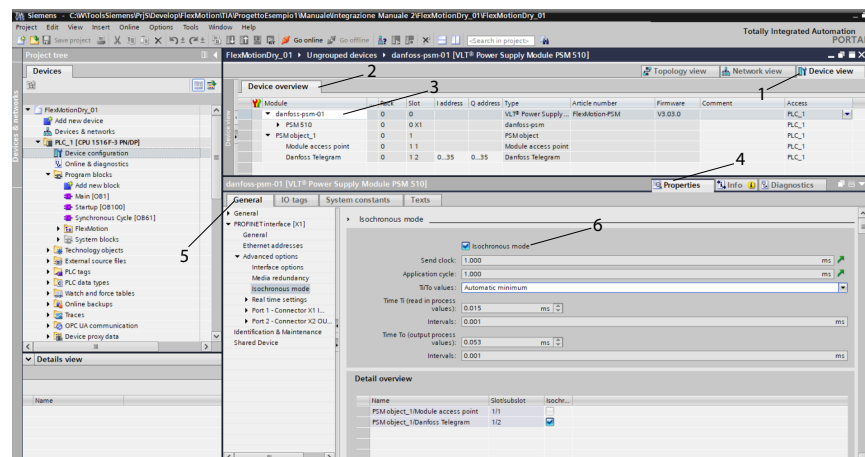 Siemens - C:\WToolsSiemens\Prj5\Develop\FlexMotion\TIA\ProgettoEsempio1\Manuale\Integrazione Manuale 2\FlexMotionDry_01\FlexMotionDry_01
Project Edit View Insert Online Options Tools Window Help
Totally Integrated Automation
PORTAL
Save project Go online Go offline <Search in project>
Project tree
FlexMotionDry_01 Ungrouped devices danfoss-psm-01 [VLT® Power Supply Module PSM 510]
Devices
2
Topology view Network view Device view
Device overview
3
1
Module Rack Slot I address Q address Type Article number Firmware Comment Access
danfoss-psm-01 0 0 VLT® Power Supply ... FlexMotion-PSM V3.03.0 PLC_1
PSM 510 0 0 X1 danfoss-psm PLC_1
PSM object_1 0 1 PSM object PLC_1
Module access point 0 1 1 Module access point PLC_1
Danfoss Telegram 0 1 2 0...35 0...35 Danfoss Telegram PLC_1
FlexMotionDry_01
Add new device
Devices & networks
PLC_1 [CPU 1516F-3 PN/DP]
Device configuration
Online & diagnostics
Program blocks
Add new block
Main [OB1]
Startup [OB100]
Synchronous Cycle [OB61]
FlexMotion
System blocks
Technology objects
External source files
PLC tags
PLC data types
Watch and force tables
Online backups
Traces
OPC UA communication
Device proxy data
Details view
Name
4
danfoss-psm-01 [VLT® Power Supply Module PSM 510]
Properties Info Diagnostics
General IO tags System constants Texts
5
General
PROFINET interface [X1]
General
Ethernet addresses
Advanced options
Interface options
Media redundancy
Isochronous mode
Real time settings
Port 1 - Connector X1 I...
Port 2 - Connector X2 OU...
Identification & Maintenance
Shared Device
Isochronous mode
6
Isochronous mode
Send clock: 1.000 ms
Application cycle: 1.000 ms
Ti/To values: Automatic minimum
Time Ti (read in process
values): 0.015 ms
Intervals: 0.001 ms
Time To (output process
values): 0.053 ms
Intervals: 0.001 ms
Detail overview
Name Slot/subslot Isochr...
PSM object_1/Module access point 1/1
PSM object_1/Danfoss Telegram 1/2